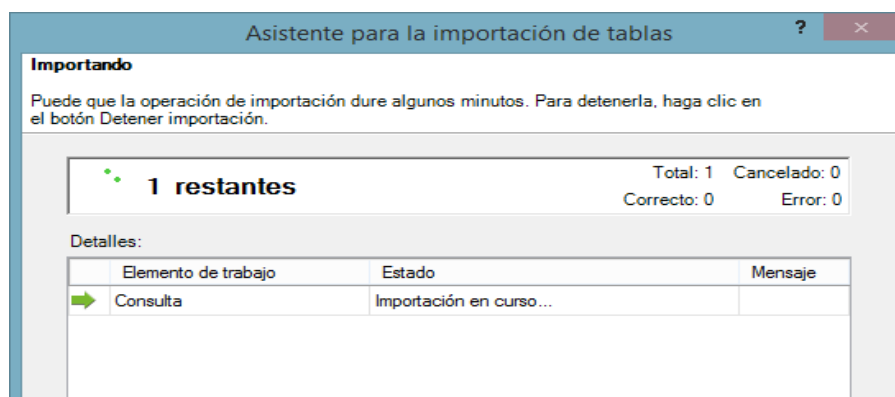 Asistente para la importación de tablas
?
Importando
Puede que la operación de importación dure algunos minutos. Para detenerla, haga clic en
el botón Detener importación.
1 restantes
Total: 1 Cancelado: 0
Correcto: 0 Error: 0
Detalles:
Elemento de trabajo Estado Mensaje
Consulta Importación en curso...